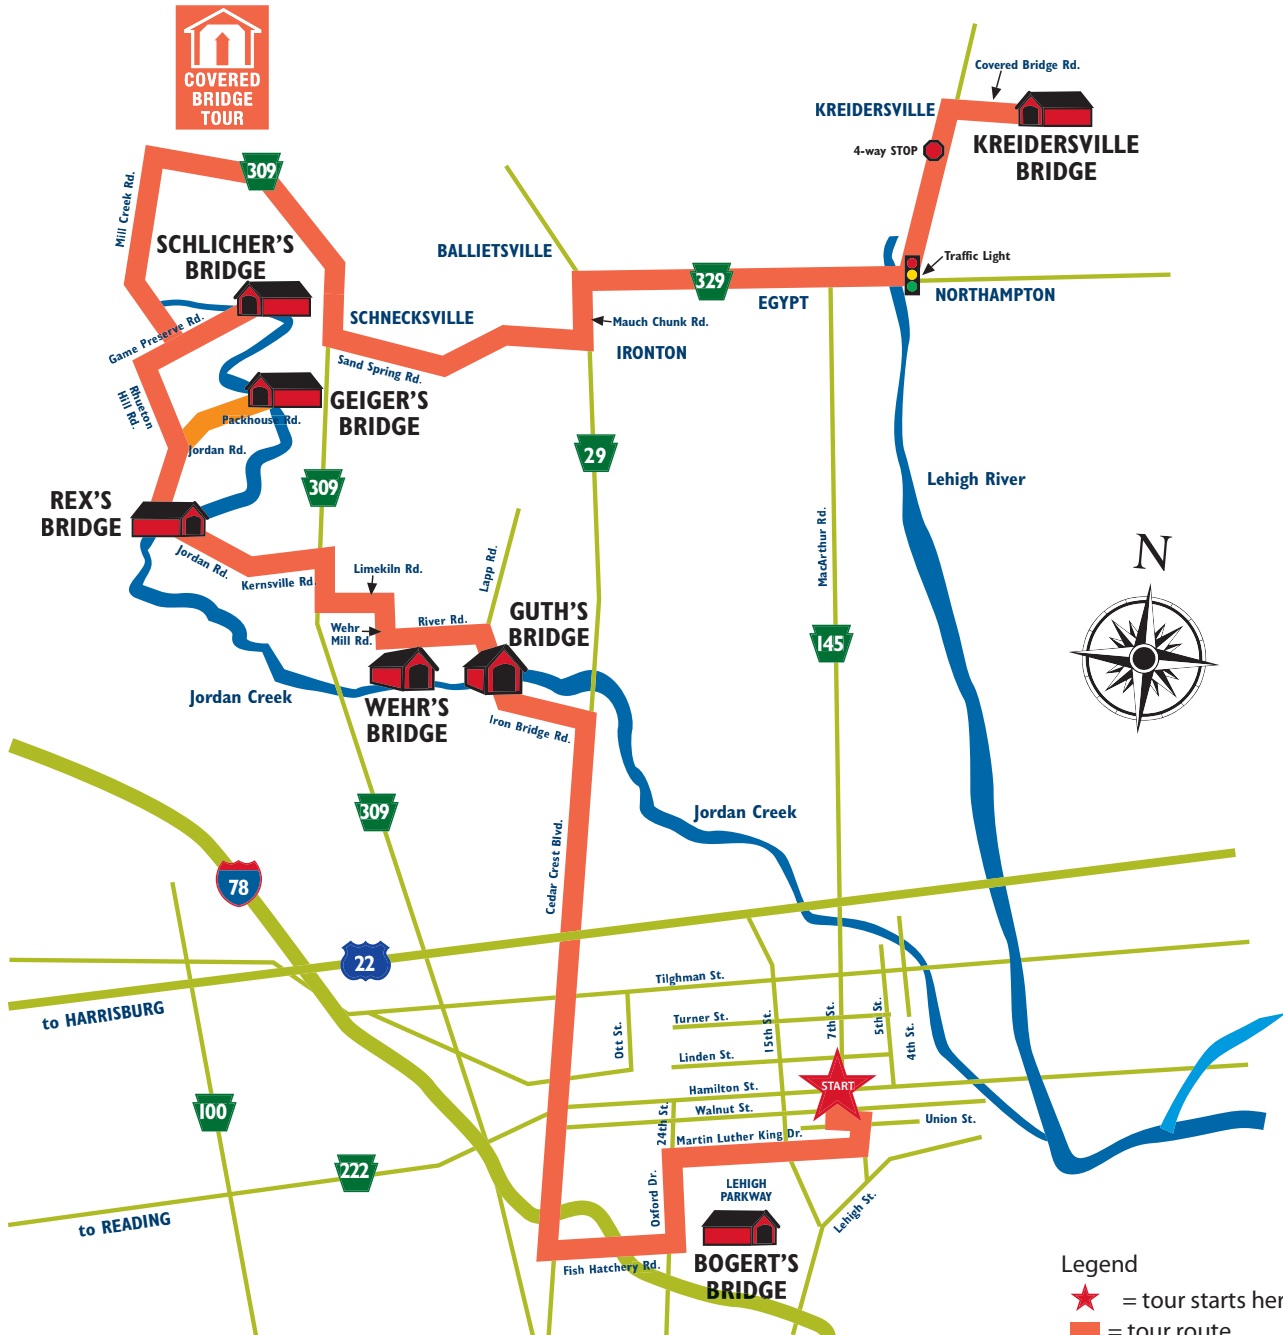 COVERED
BRIDGE
TOUR
Covered Bridge Rd.
KREIDERSVILLE
4-way STOP
KREIDERSVILLE
BRIDGE
309
Mill Creek Rd.
SCHLICHER'S
BRIDGE
BALLIETSVILLE
Traffic Light
329
EGYPT
NORTHAMPTON
SCHNECKSVILLE
Mauch Chunk Rd.
IRONTON
Game Preserve Rd.
Sand Spring Rd.
Rhueton
Hill Rd.
GEIGER'S
BRIDGE
Packhouse Rd.
Jordan Rd.
29
309
Lehigh River
REX'S
BRIDGE
MacArthur Rd.
N
Jordan Rd.
Kernsville Rd.
Limekiln Rd.
Lapp Rd.
GUTH'S
BRIDGE
Wehr
Mill Rd.
River Rd.
145
Jordan Creek
WEHR'S
BRIDGE
Iron Bridge Rd.
309
Jordan Creek
Cedar Crest Blvd.
78
22
to HARRISBURG
Tilghman St.
Turner St.
Ott St.
15th St.
7th St.
5th St.
4th St.
Linden St.
START
Hamilton St.
100
Walnut St.
24th St.
Union St.
Martin Luther King Dr.
222
to READING
Oxford Dr.
LEHIGH
PARKWAY
Lehigh St.
Fish Hatchery Rd.
BOGERT'S
BRIDGE
Legend
= tour starts her
= tour route